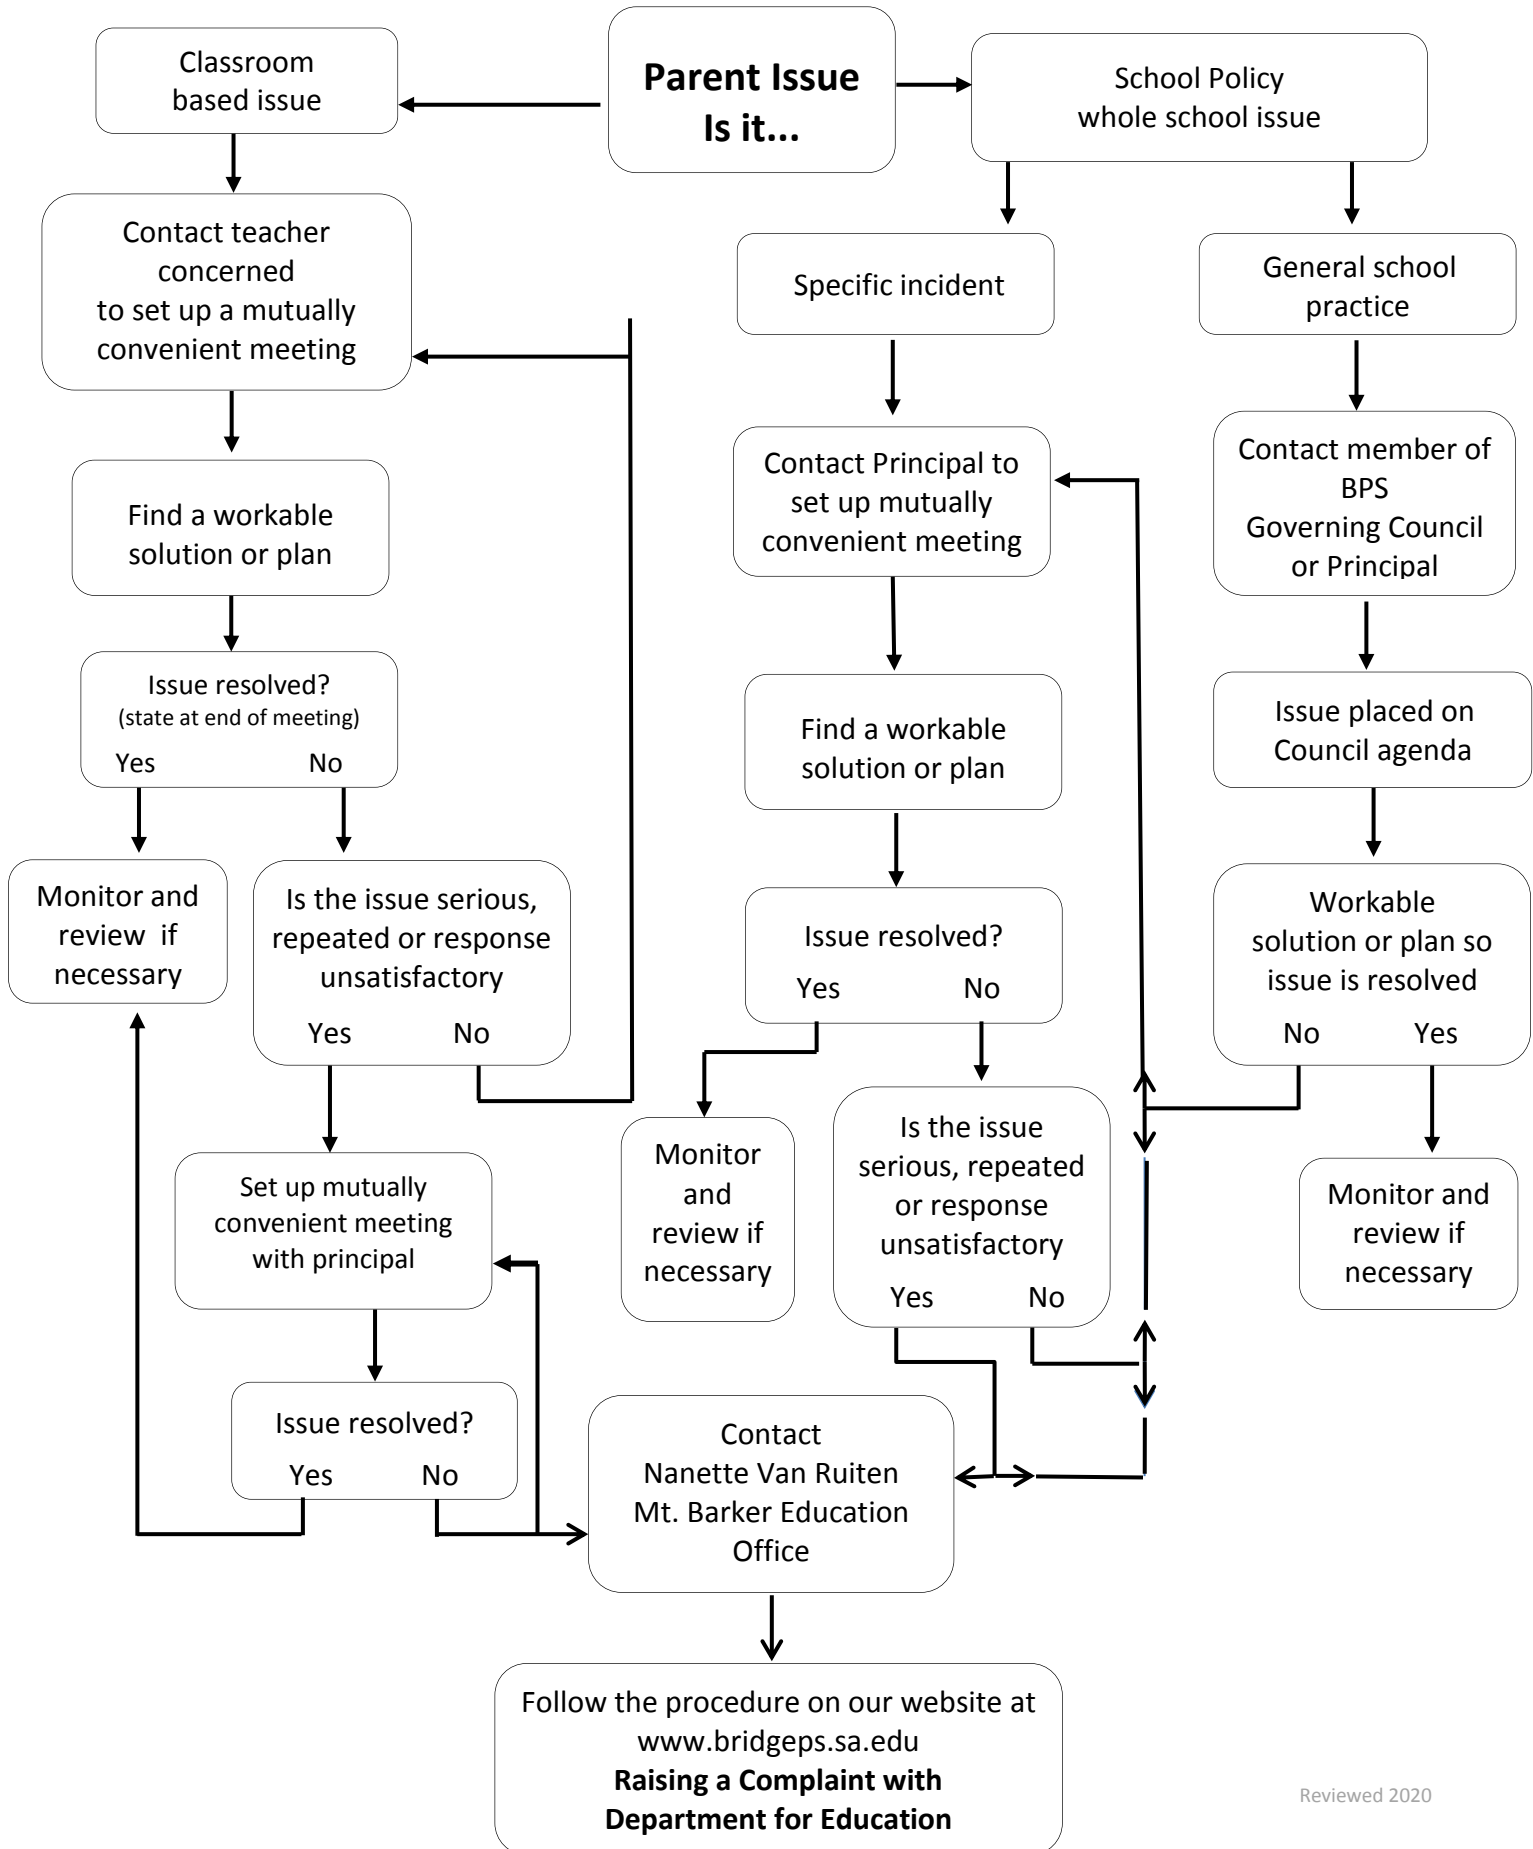 Parent Issue
Is it...
Classroom
based issue
School Policy
whole school issue
Contact teacher
concerned
to set up a mutually
convenient meeting
Find a workable
solution or plan
Issue resolved?
(state at end of meeting)
Yes No
Monitor and
review if
necessary
Is the issue serious,
repeated or response
unsatisfactory
Yes No
Set up mutually
convenient meeting
with principal
Issue resolved?
Yes No
Specific incident
Contact Principal to
set up mutually
convenient meeting
Find a workable
solution or plan
Issue resolved?
Yes No
Monitor
and
review if
necessary
Is the issue
serious, repeated
or response
unsatisfactory
Yes No
General school
practice
Contact member of
BPS
Governing Council
or Principal
Issue placed on
Council agenda
Workable
solution or plan so
issue is resolved
No Yes
Monitor and
review if
necessary
Contact
Nanette Van Ruiten
Mt. Barker Education
Office
Follow the procedure on our website at
www.bridgeps.sa.edu
Raising a Complaint with
Department for Education
Reviewed 2020